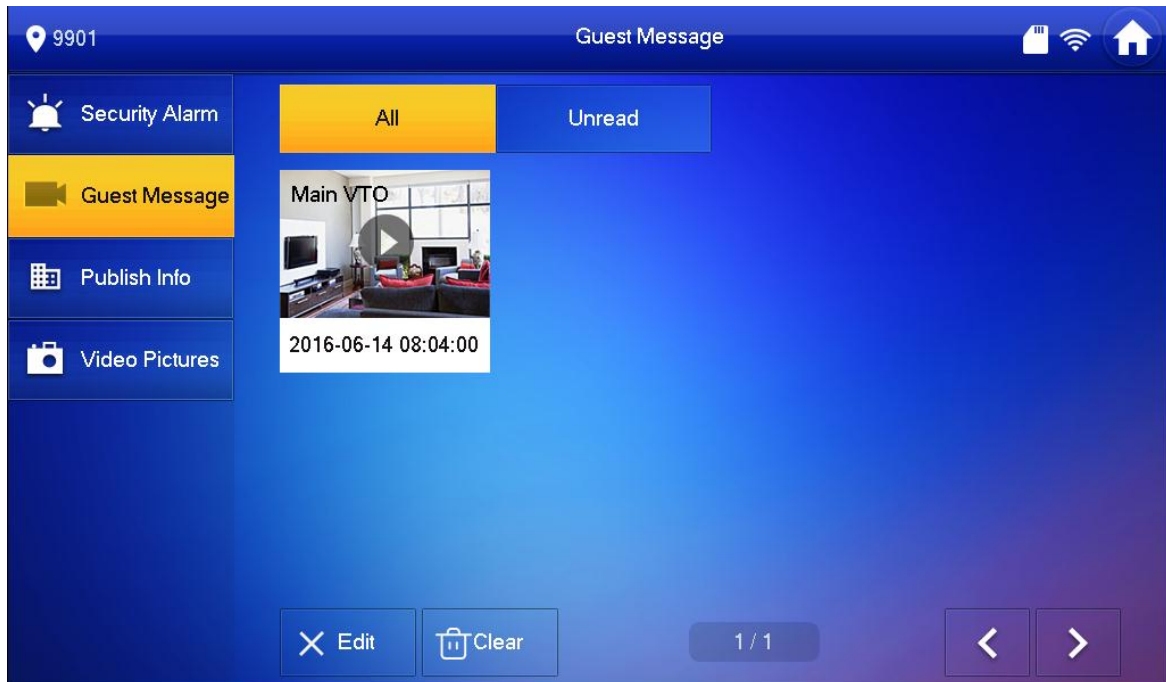 9901
Guest Message
Security Alarm
Guest Message
Publish Info
Video Pictures
All
Unread
Main VTO
2016-06-14 08:04:00
Edit
Clear
1 / 1